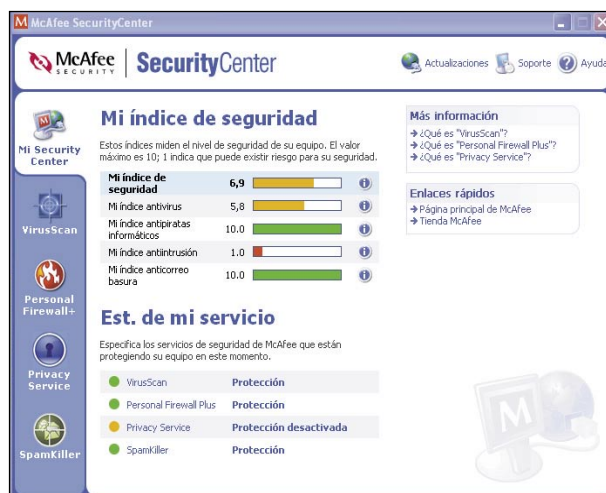 McAfee SecurityCenter
McAfee
SECURITY
SecurityCenter
Actualizaciones
Soporte
Ayuda
Mi Security
Center
VirusScan
Personal
Firewall+
Privacy
Service
SpamKiller
Mi índice de seguridad
Estos índices miden el nivel de seguridad de su equipo. El valor
máximo es 10; 1 indica que puede existir riesgo para su seguridad.
Mi índice de
seguridad 6,9
Mi índice antivirus 5,8
Mi índice antipiratas
informáticos 10.0
Mi índice antiintrusión 1.0
Mi índice anticorreo
basura 10.0
Est. de mi servicio
Especifica los servicios de seguridad de McAfee que están
protegiendo su equipo en este momento.
VirusScan Protección
Personal Firewall Plus Protección
Privacy Service Protección desactivada
SpamKiller Protección
Más información
¿Qué es "VirusScan"?
¿Qué es "Personal Firewall Plus"?
¿Qué es "Privacy Service"?
Enlaces rápidos
Página principal de McAfee
Tienda McAfee